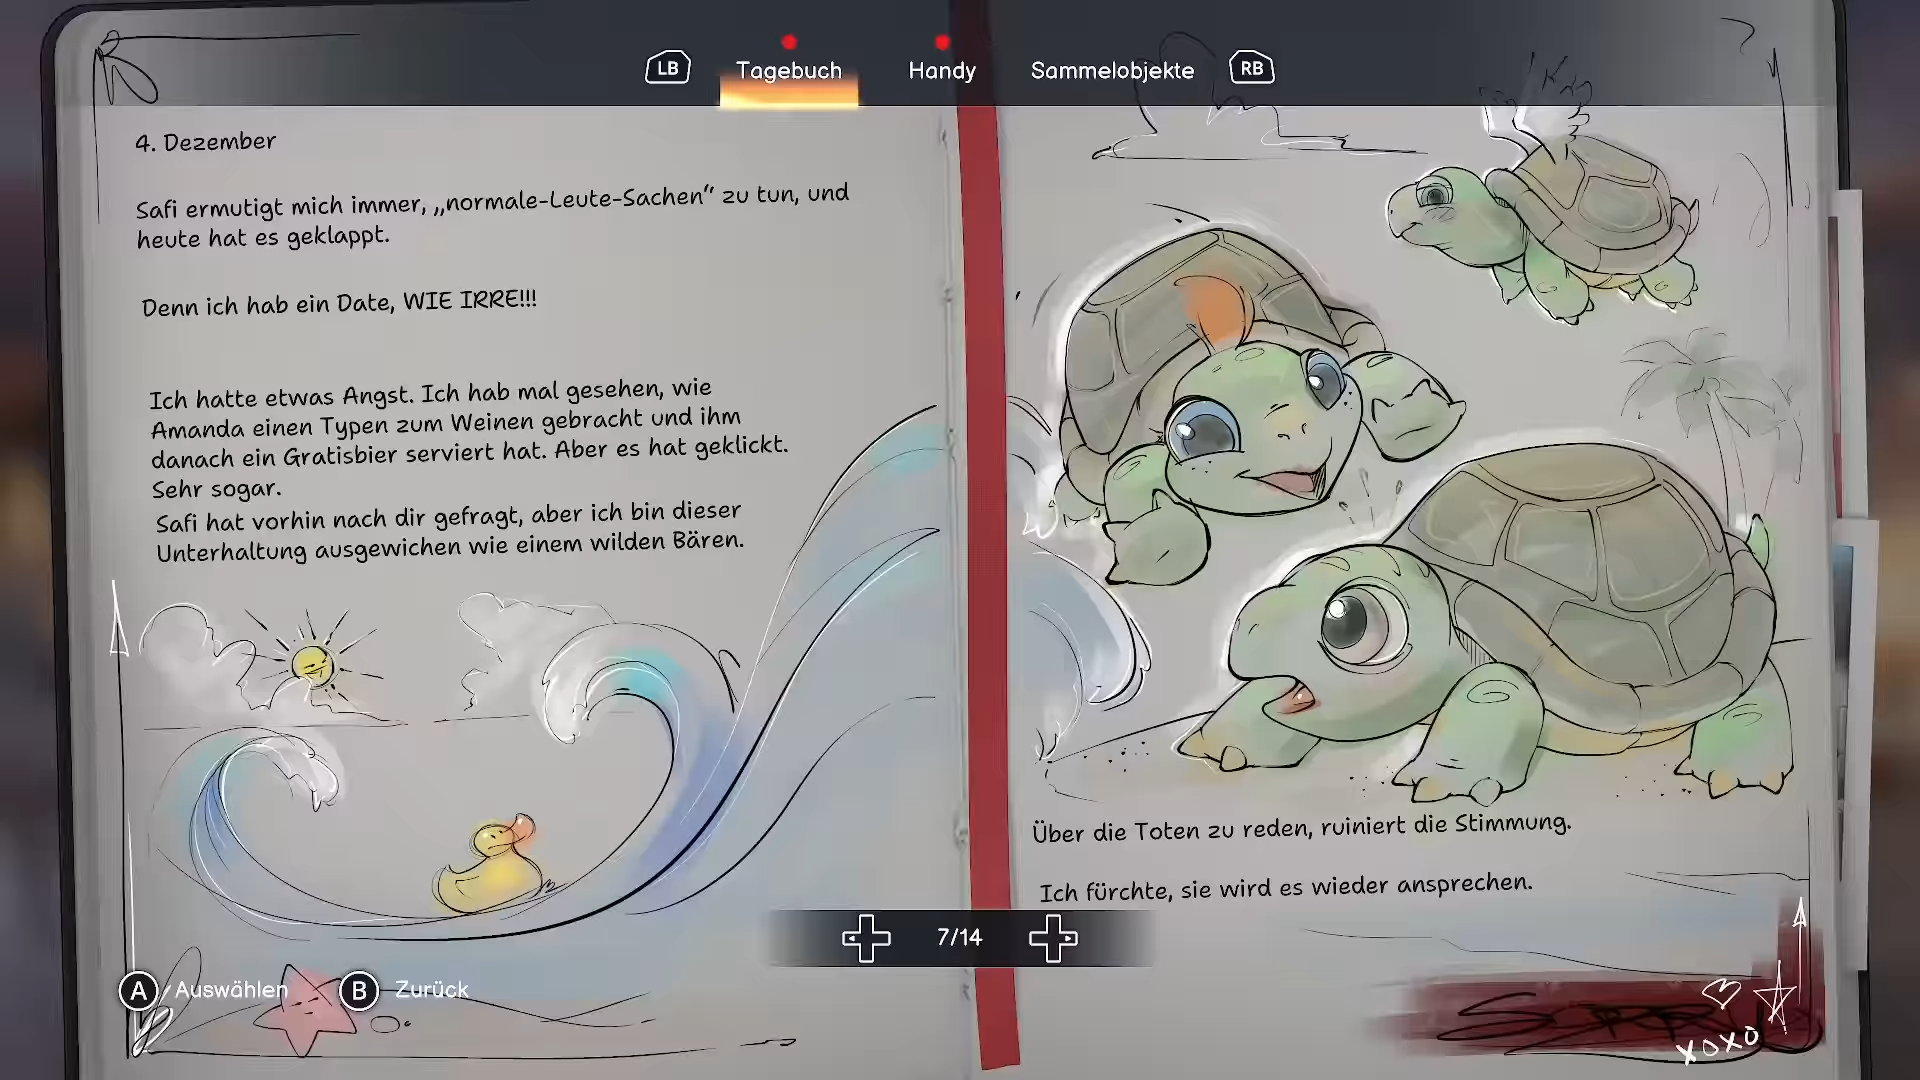 LB Tagebuch Handy Sammelobjekte RB
4. Dezember
Safi ermutigt mich immer, „normale-Leute-Sachen“ zu tun, und
heute hat es geklappt.
Denn ich hab ein Date, WIE IRRE!!!
Ich hatte etwas Angst. Ich hab mal gesehen, wie
Amanda einen Typen zum Weinen gebracht und ihm
danach ein Gratisbier serviert hat. Aber es hat geklickt.
Sehr sogar.
Safi hat vorhin nach dir gefragt, aber ich bin dieser
Unterhaltung ausgewichen wie einem wilden Bären.
Über die Toten zu reden, ruiniert die Stimmung.
Ich fürchte, sie wird es wieder ansprechen.
7/14
A Auswählen B Zurück
XOXO